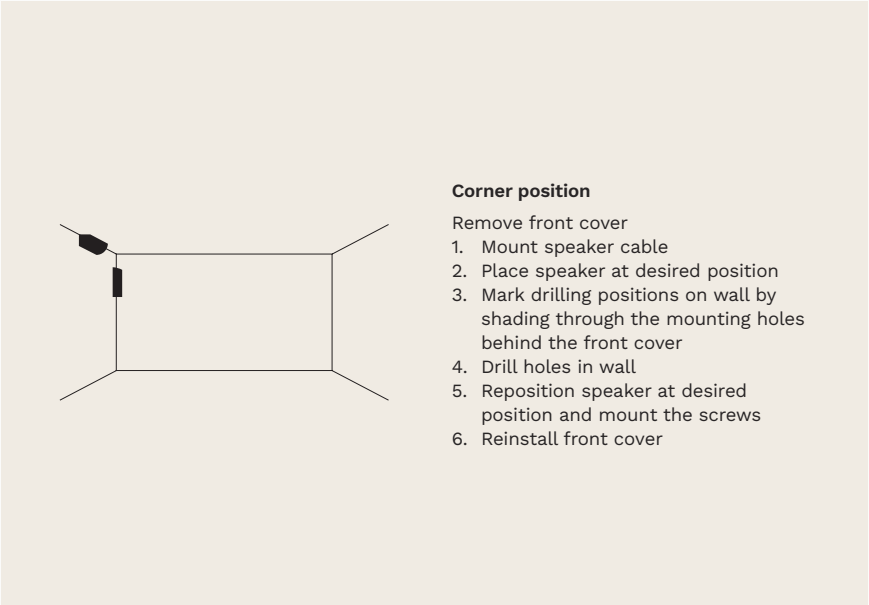 Corner position
Remove front cover
1. Mount speaker cable
2. Place speaker at desired position
3. Mark drilling positions on wall by
shading through the mounting holes
behind the front cover
4. Drill holes in wall
5. Reposition speaker at desired
position and mount the screws
6. Reinstall front cover